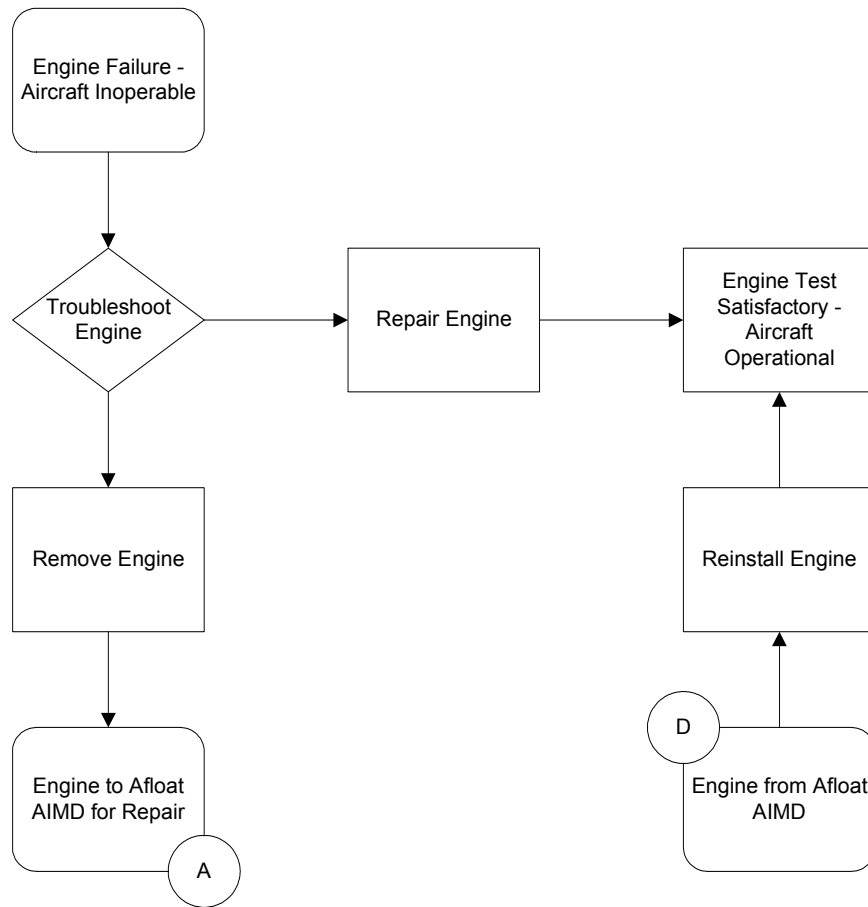 Engine Failure -
Aircraft Inoperable
Troubleshoot
Engine
Repair Engine
Engine Test
Satisfactory -
Aircraft
Operational
Remove Engine
Reinstall Engine
Engine to Afloat
AIMD for Repair
A
D
Engine from Afloat
AIMD